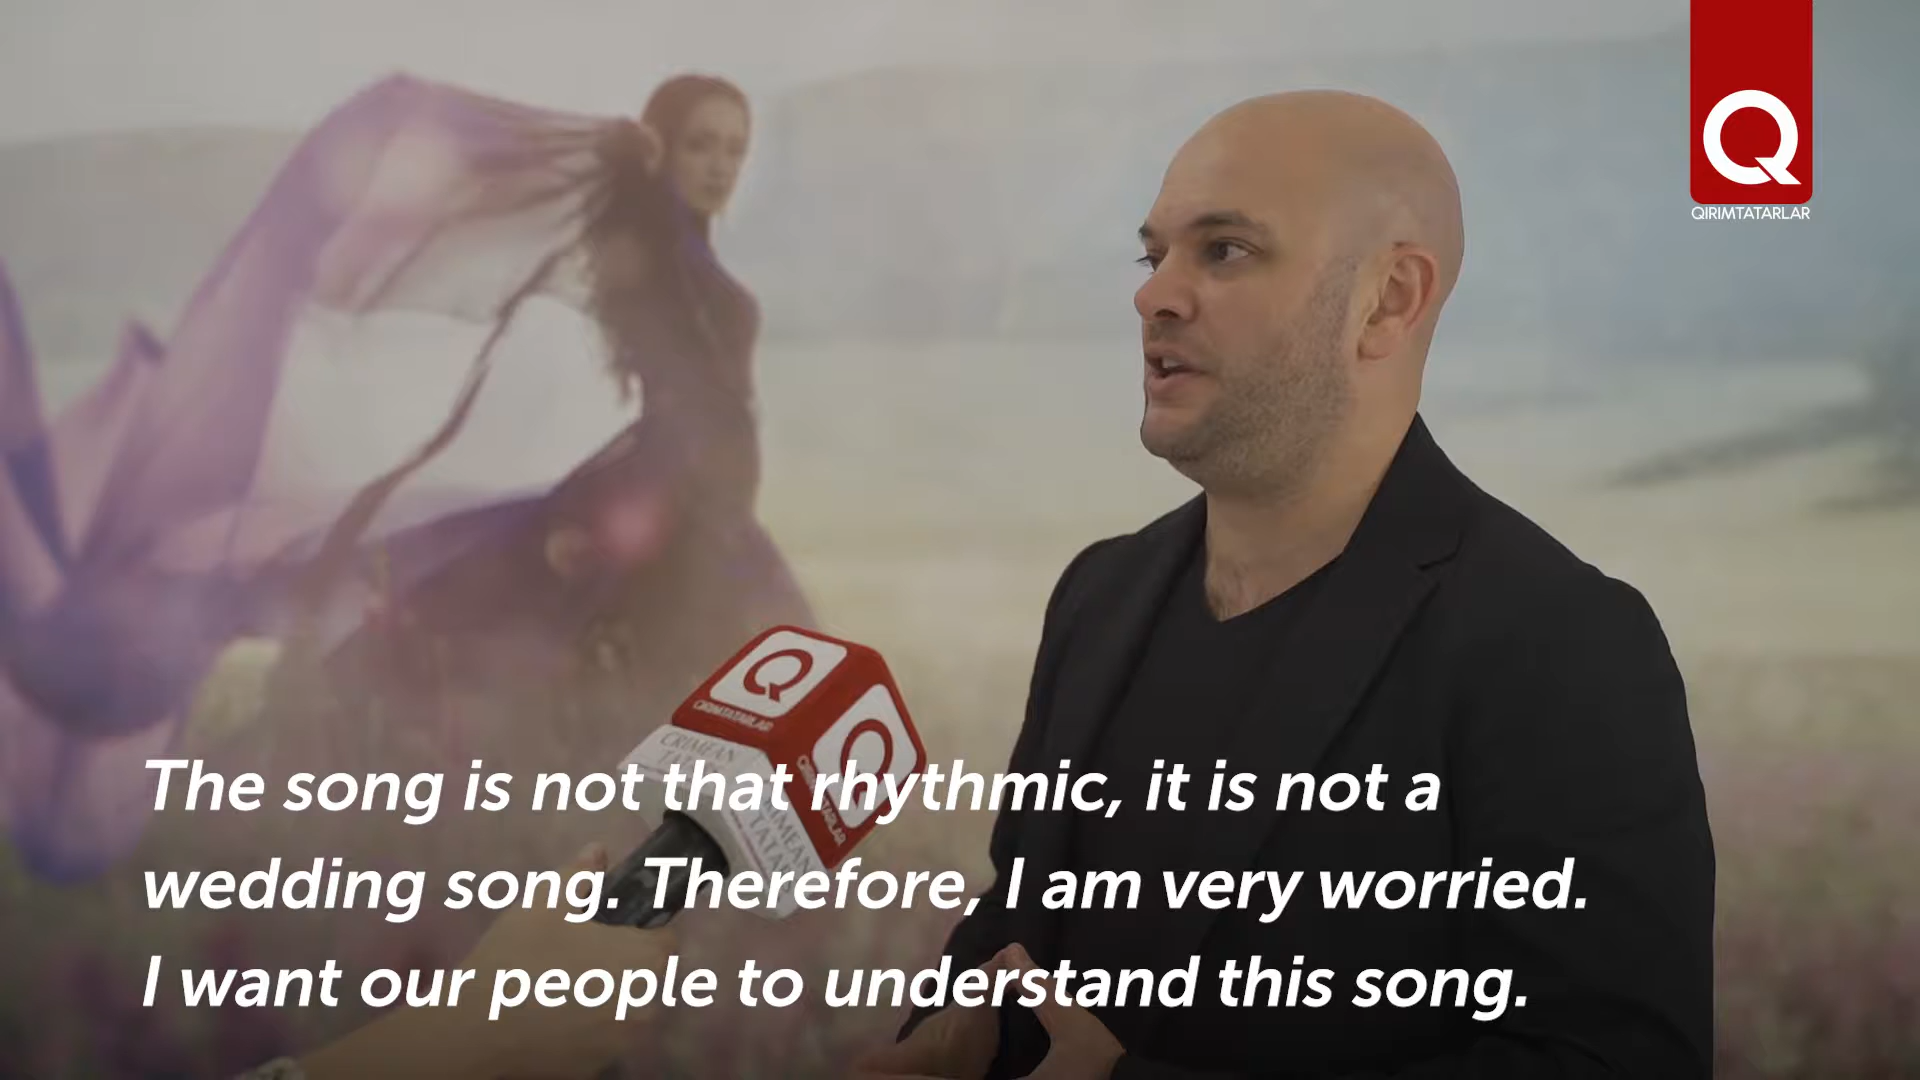 QIRIMTATARLAR
QIRIMTATARLAR
CRIMEAN
The song is not that rhythmic, it is not a
wedding song. Therefore, I am very worried.
I want our people to understand this song.